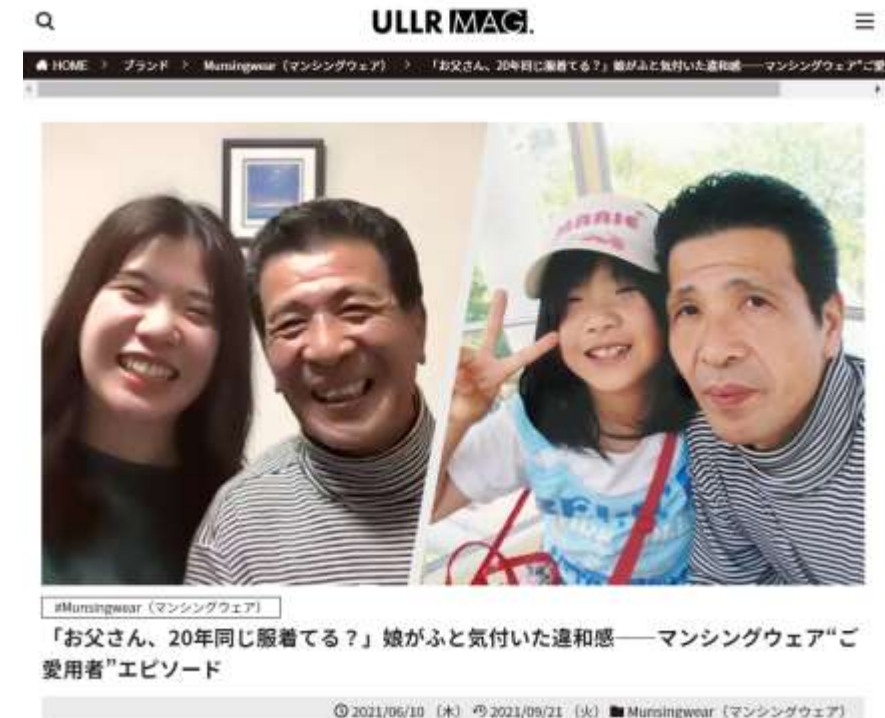 ULLR MAG.
HOME > ブランド > Munsingwear（マンシングウェア） > 「お父さん、20年同じ服着てる？」娘がふと気付いた違和感──マンシングウェア“ご愛
MARIE
#Munsingwear（マンシングウェア）
「お父さん、20年同じ服着てる？」娘がふと気付いた違和感──マンシングウェア“ご
愛用者”エピソード
2021/06/10 （木） 2021/09/21 （火） Munsingwear（マンシングウェア）